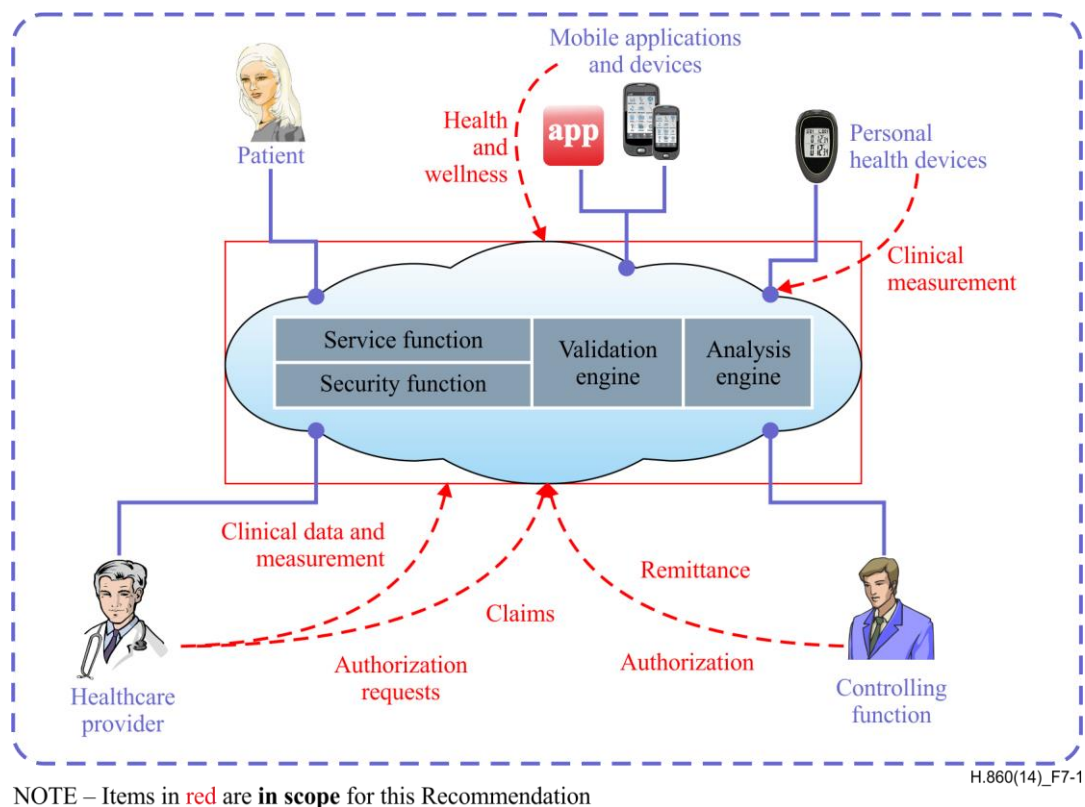 Mobile applications
and devices
Patient
Health
and
wellness
app
Personal
health devices
Clinical
measurement
Service function
Security function
Validation
engine
Analysis
engine
Clinical data and
measurement
Claims
Authorization
requests
Remittance
Authorization
Healthcare
provider
Controlling
function
H.860(14)_F7-1
NOTE – Items in red are in scope for this Recommendation